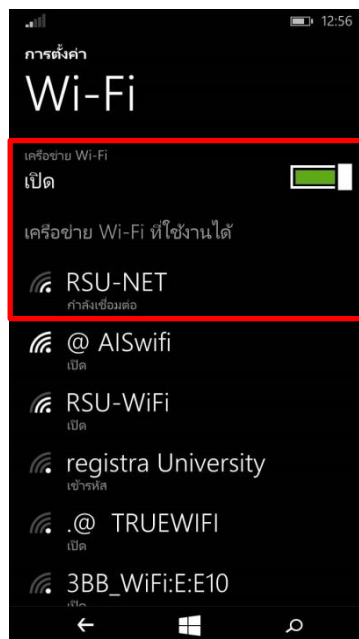 12:56
การตั้งค่า
Wi-Fi
เครือข่าย Wi-Fi
เปิด
เครือข่าย Wi-Fi ที่ใช้งานได้
RSU-NET
กำลังเชื่อมต่อ
@ AISwifi
เปิด
RSU-WiFi
เปิด
registra University
เข้ารหัส
.@ TRUEWIFI
เปิด
3BB_WiFi:E:E10
เปิด